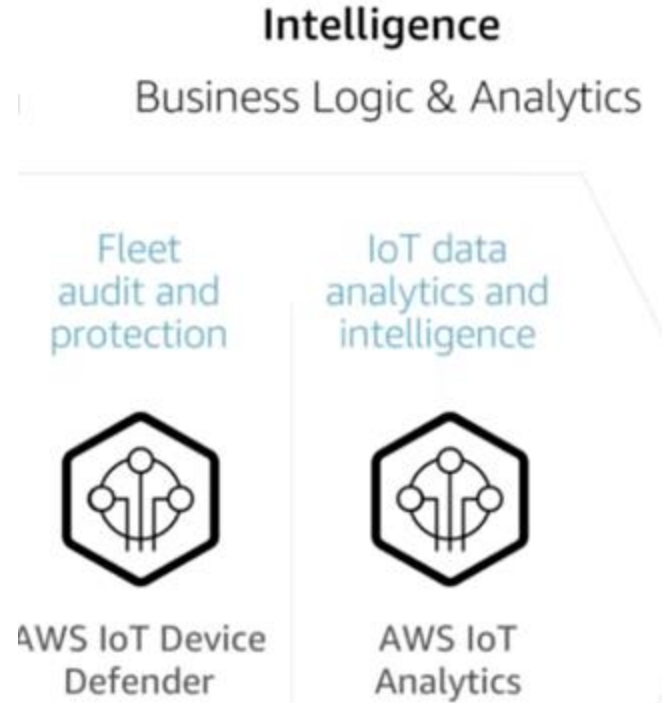 Intelligence
Business Logic & Analytics
Fleet
audit and
protection
IoT data
analytics and
intelligence
AWS IoT Device
Defender
AWS IoT
Analytics